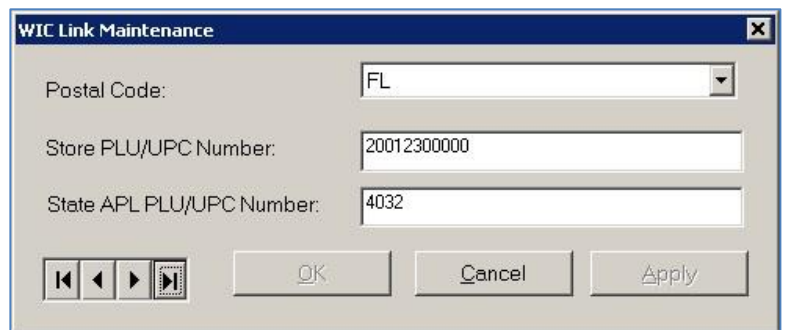 WIC Link Maintenance
Postal Code: FL
Store PLU/UPC Number: 20012300000
State APL PLU/UPC Number: 4032
OK Cancel Apply